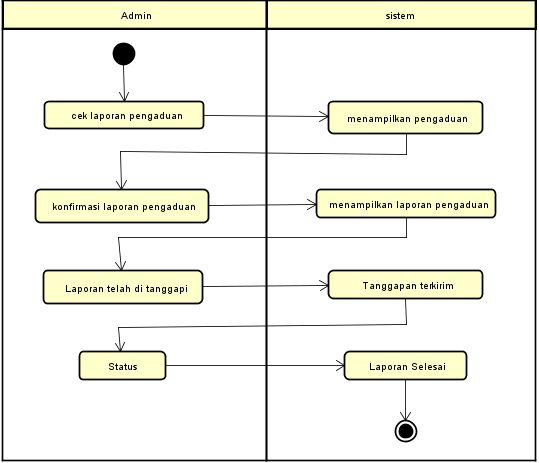 Admin
sistem
cek laporan pengaduan
menampilkan pengaduan
konfirmasi laporan pengaduan
menampilkan laporan pengaduan
Laporan telah di tanggapi
Tanggapan terkirim
Status
Laporan Selesai